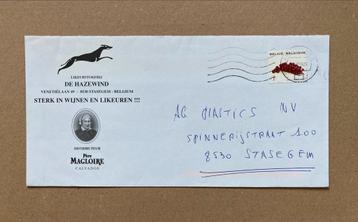 LIKEURSTOKERIJ
DE HAZEWIND
VENETIËLAAN 49 - 8530 STASEGEM - BELGIUM
STERK IN WIJNEN EN LIKEUREN !!!
Père
MAGLOIRE
CALVADOS
BELGIË BELGIQUE
AG PLASTICS NV
SPINNERIJSTRAAT 100
8530 STASEGEM